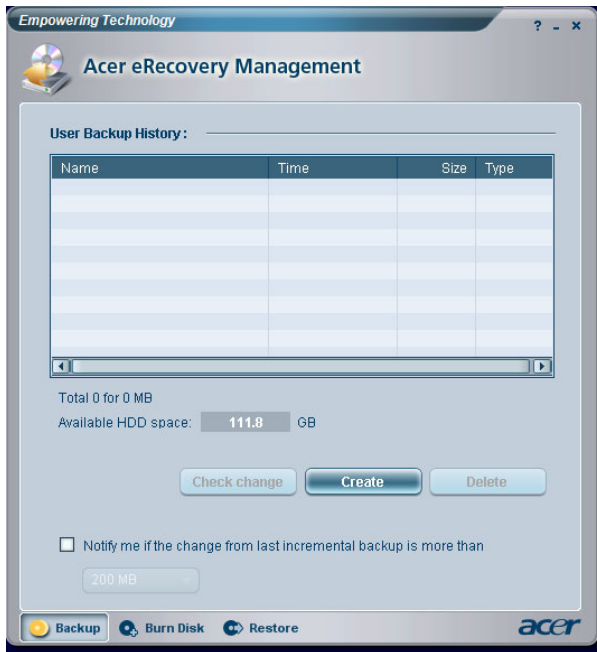 Empowering Technology
? - ×
Acer eRecovery Management
User Backup History :
Name Time Size Type
Total 0 for 0 MB
Available HDD space: 111.8 GB
Check change Create Delete
Notify me if the change from last incremental backup is more than
200 MB
Backup Burn Disk Restore acer